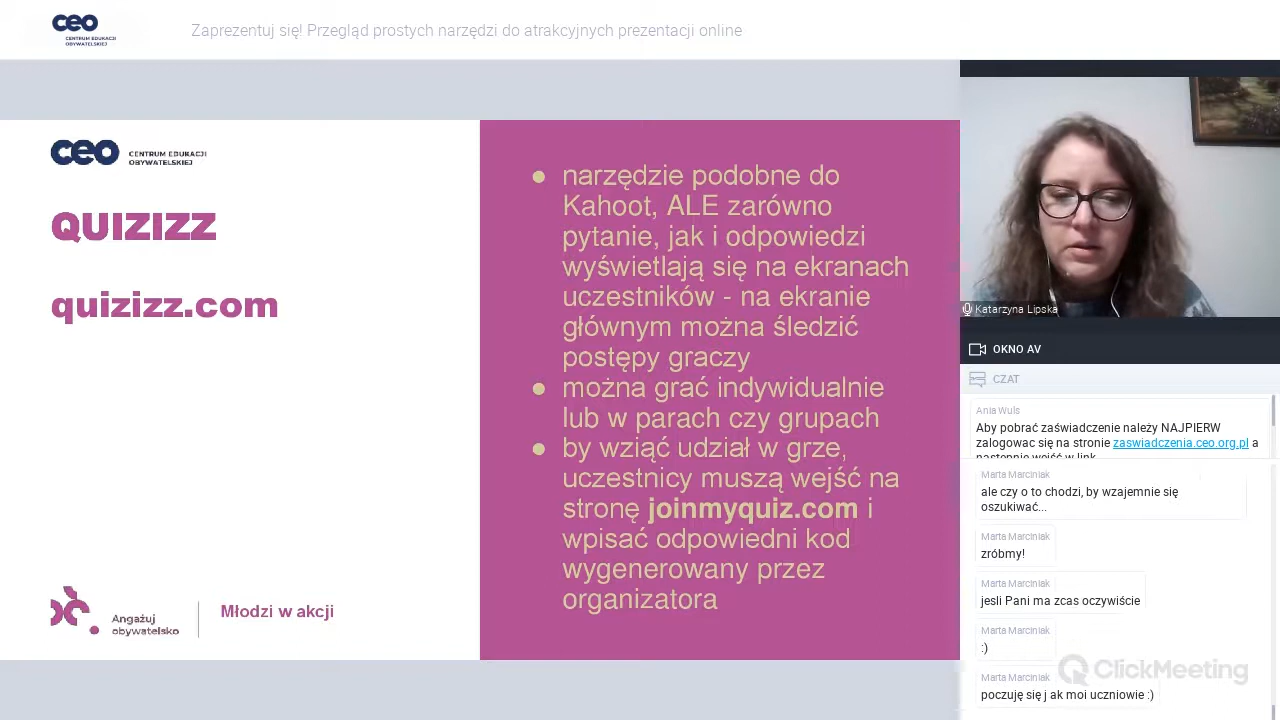 ceo
CENTRUM EDUKACJI
OBYWATELSKIEJ
Zaprezentuj się! Przegląd prostych narzędzi do atrakcyjnych prezentacji online
ceo
CENTRUM EDUKACJI
OBYWATELSKIEJ
QUIZIZZ
quizizz.com
Angażuj
obywatelsko
Młodzi w akcji
● narzędzie podobne do
Kahoot, ALE zarówno
pytanie, jak i odpowiedzi
wyświetlają się na ekranach
uczestników - na ekranie
głównym można śledzić
postępy graczy
● można grać indywidualnie
lub w parach czy grupach
● by wziąć udział w grze,
uczestnicy muszą wejść na
stronę joinmyquiz.com i
wpisać odpowiedni kod
wygenerowany przez
organizatora
Katarzyna Lipska
OKNO AV
CZAT
Ania Wuls
Aby pobrać zaświadczenie należy NAJPIERW
zalogowac się na stronie zaswiadczenia.ceo.org.pl a
następnie wejść w link
Marta Marciniak
ale czy o to chodzi, by wzajemnie się
oszukiwać...
Marta Marciniak
zróbmy!
Marta Marciniak
jesli Pani ma zcas oczywiście
Marta Marciniak
:)
Marta Marciniak
poczuję się j ak moi uczniowie :)
ClickMeeting